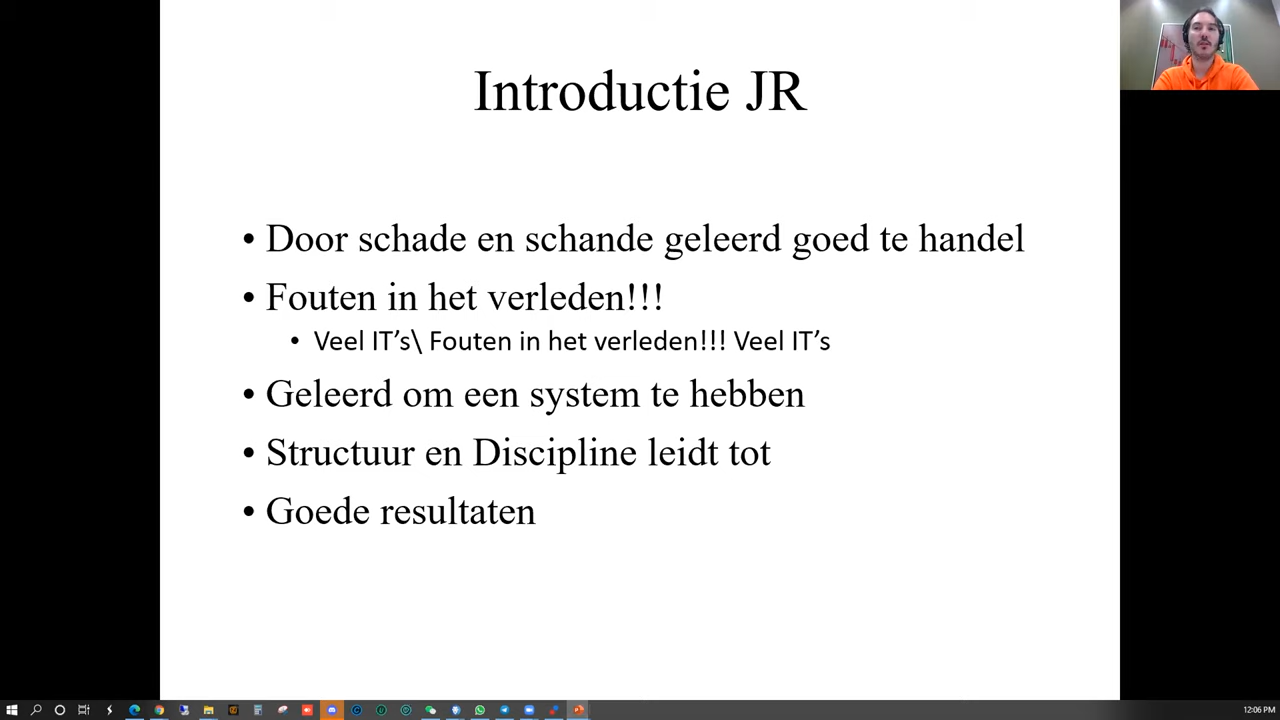 Introductie JR
• Door schade en schande geleerd goed te handel
• Fouten in het verleden!!!
• Veel IT’s\ Fouten in het verleden!!! Veel IT’s
• Geleerd om een system te hebben
• Structuur en Discipline leidt tot
• Goede resultaten
12:06 PM